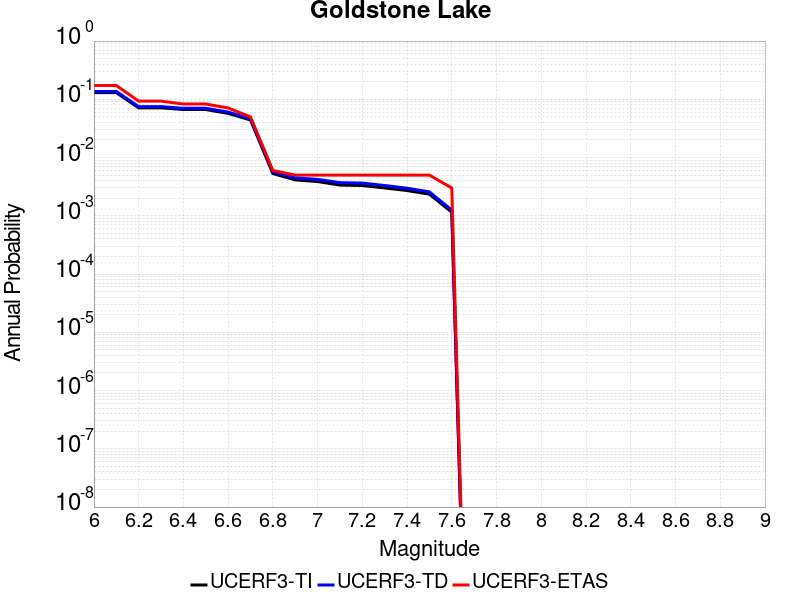 Goldstone Lake
10^0
10^-1
10^-2
10^-3
10^-4
10^-5
10^-6
10^-7
10^-8
Annual Probability
6 6.2 6.4 6.6 6.8 7 7.2 7.4 7.6 7.8 8 8.2 8.4 8.6 8.8 9
Magnitude
UCERF3-TI UCERF3-TD UCERF3-ETAS